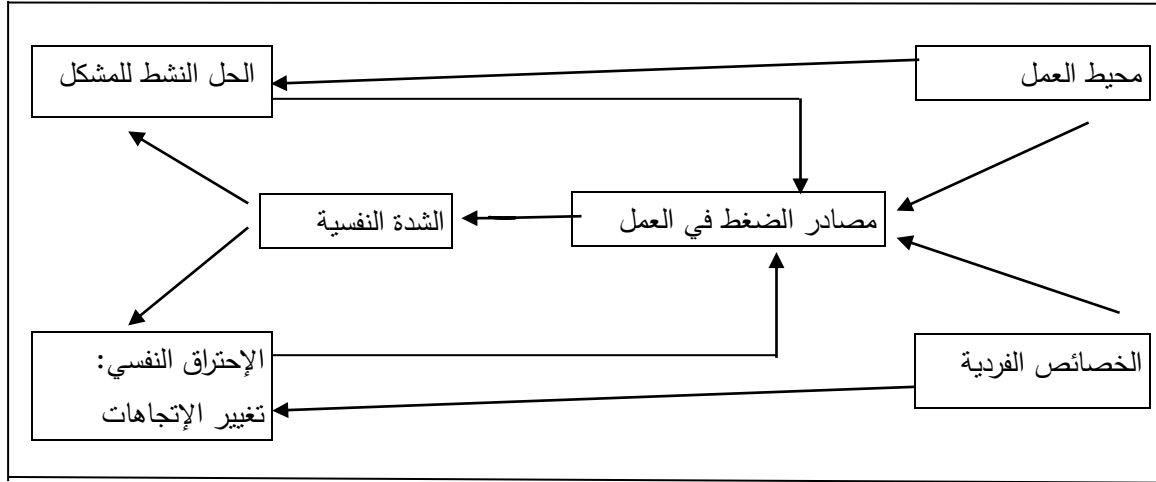 محيط العمل
الحل النشط للمشكل
مصادر الضغط في العمل
الشدة النفسية
الخصائص الفردية
الإحتراق النفسي:
تغيير الإتجاهات